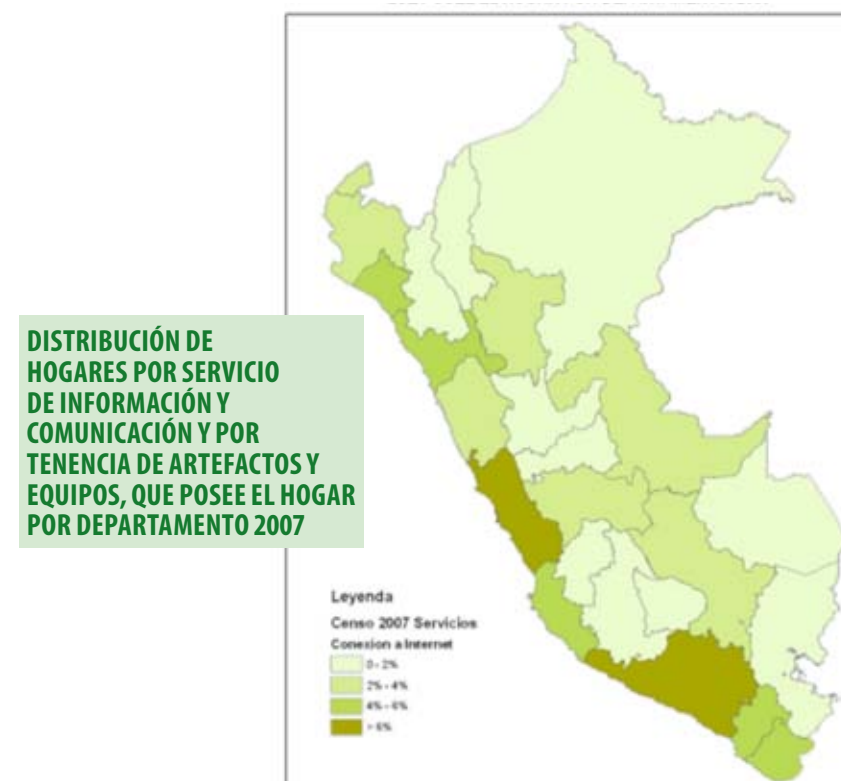 DISTRIBUCIÓN DE
HOGARES POR SERVICIO
DE INFORMACIÓN Y
COMUNICACIÓN Y POR
TENENCIA DE ARTEFACTOS Y
EQUIPOS, QUE POSEE EL HOGAR
POR DEPARTAMENTO 2007
Leyenda
Censo 2007 Servicios
Conexion a Internet
0 - 2%
2% - 4%
4% - 6%
> 6%